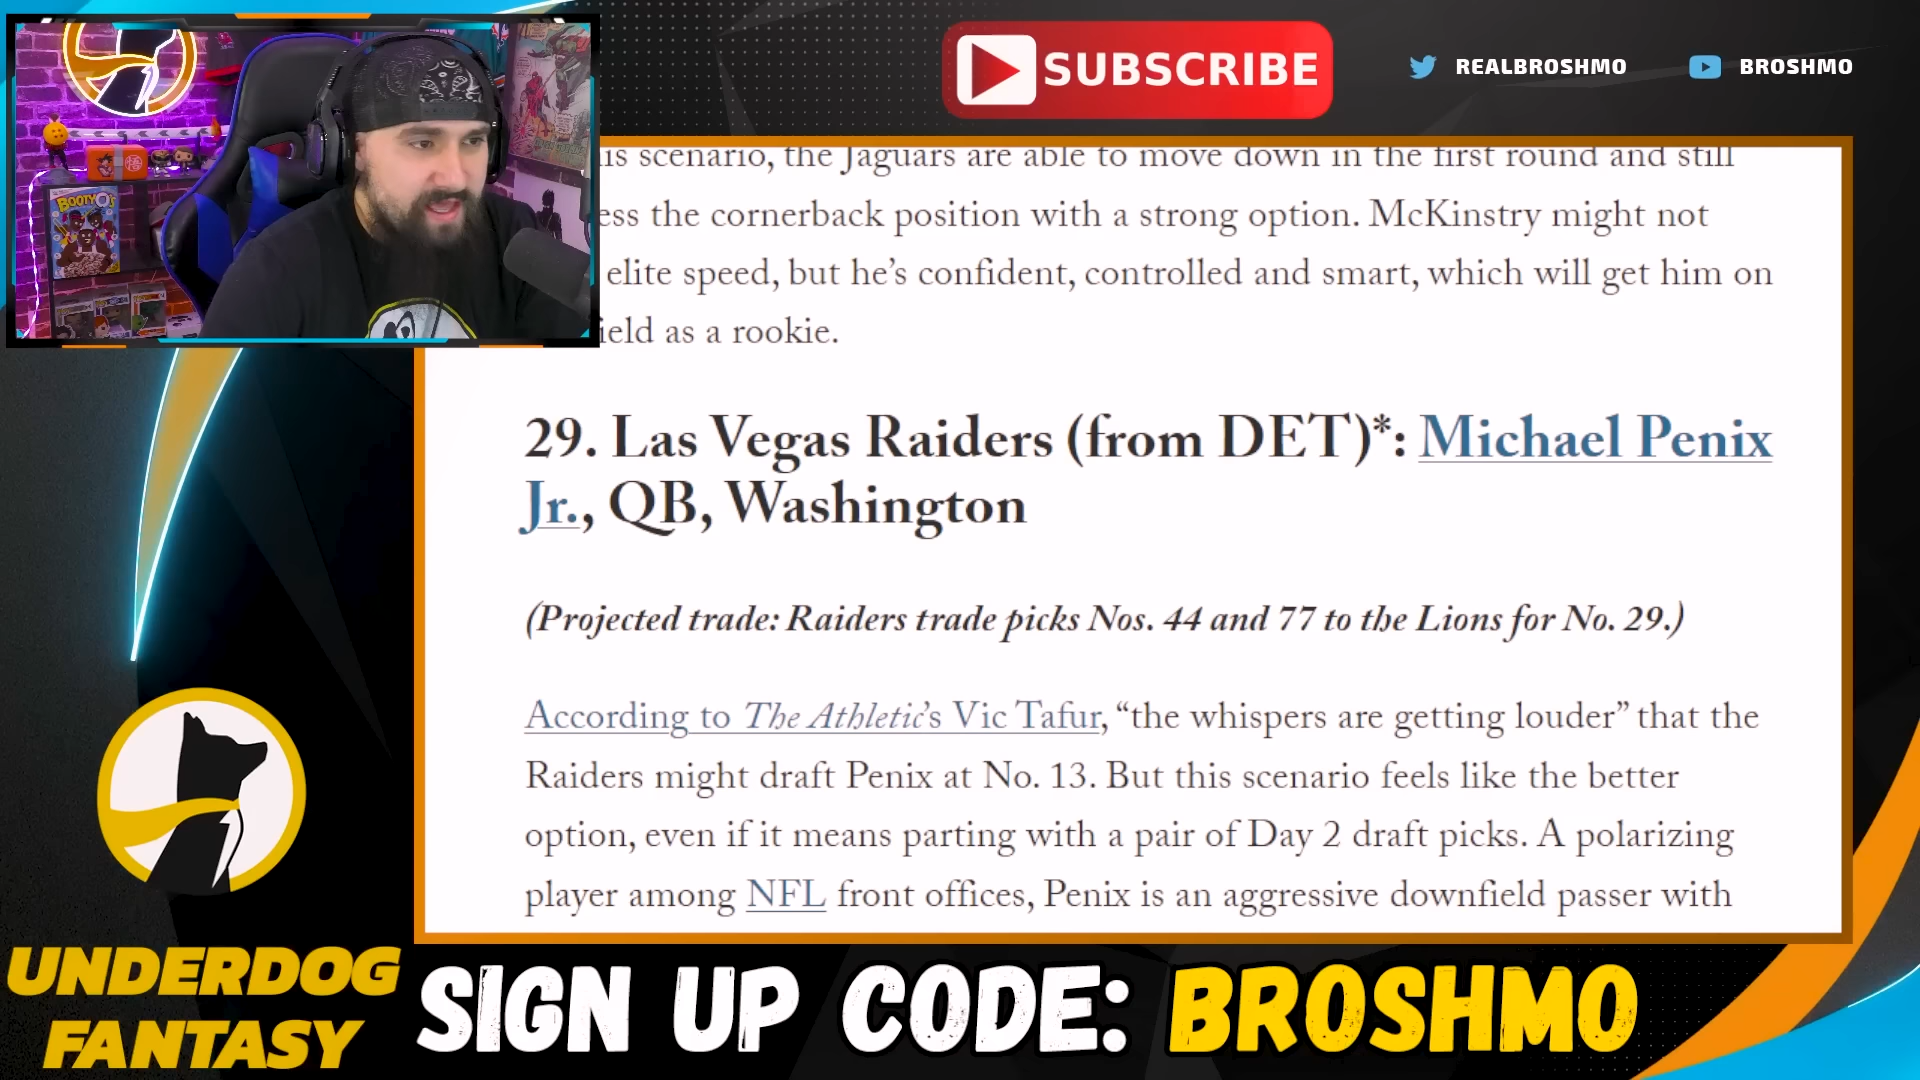 SUBSCRIBE
REALBROSHMO
BROSHMO
BOOTYO's
scenario, the Jaguars are able to move down in the first round and still
the cornerback position with a strong option. McKinstry might not
elite speed, but he's confident, controlled and smart, which will get him on
as a rookie.
29. Las Vegas Raiders (from DET)*: Michael Penix
Jr., QB, Washington
(Projected trade: Raiders trade picks Nos. 44 and 77 to the Lions for No. 29.)
According to The Athletic's Vic Tafur, “the whispers are getting louder” that the
Raiders might draft Penix at No. 13. But this scenario feels like the better
option, even if it means parting with a pair of Day 2 draft picks. A polarizing
player among NFL front offices, Penix is an aggressive downfield passer with
UNDERDOG
FANTASY
SIGN UP CODE: BROSHMO